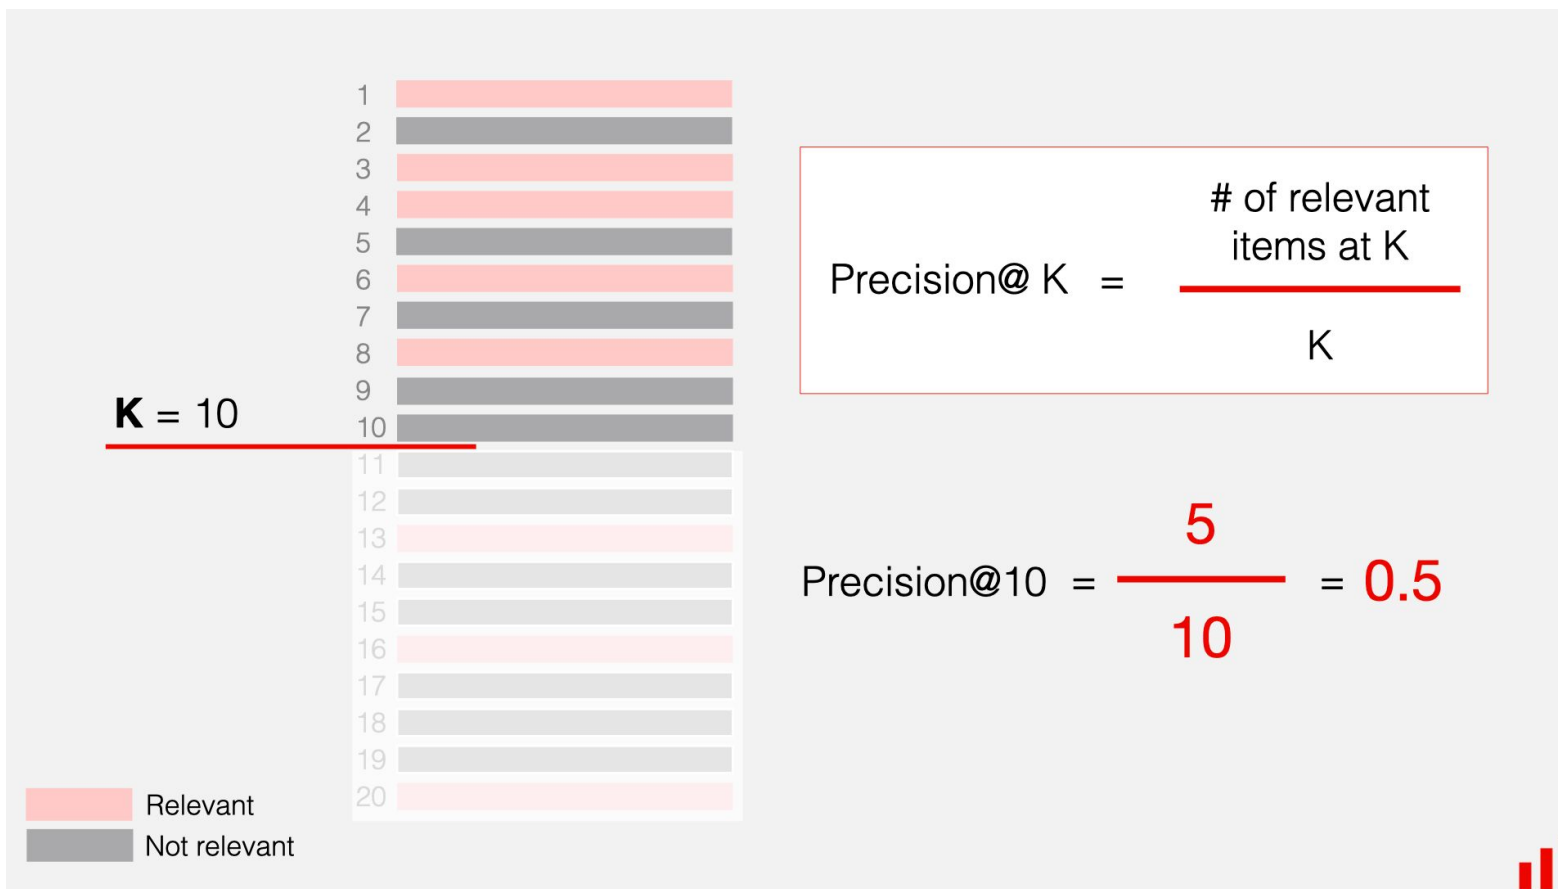 1
2
3
4
5
6
7
8
9
10
K = 10
11
12
13
14
15
16
17
18
19
20
Relevant
Not relevant
# of relevant
items at K
Precision@ K =
K
5
Precision@10 = = 0.5
10